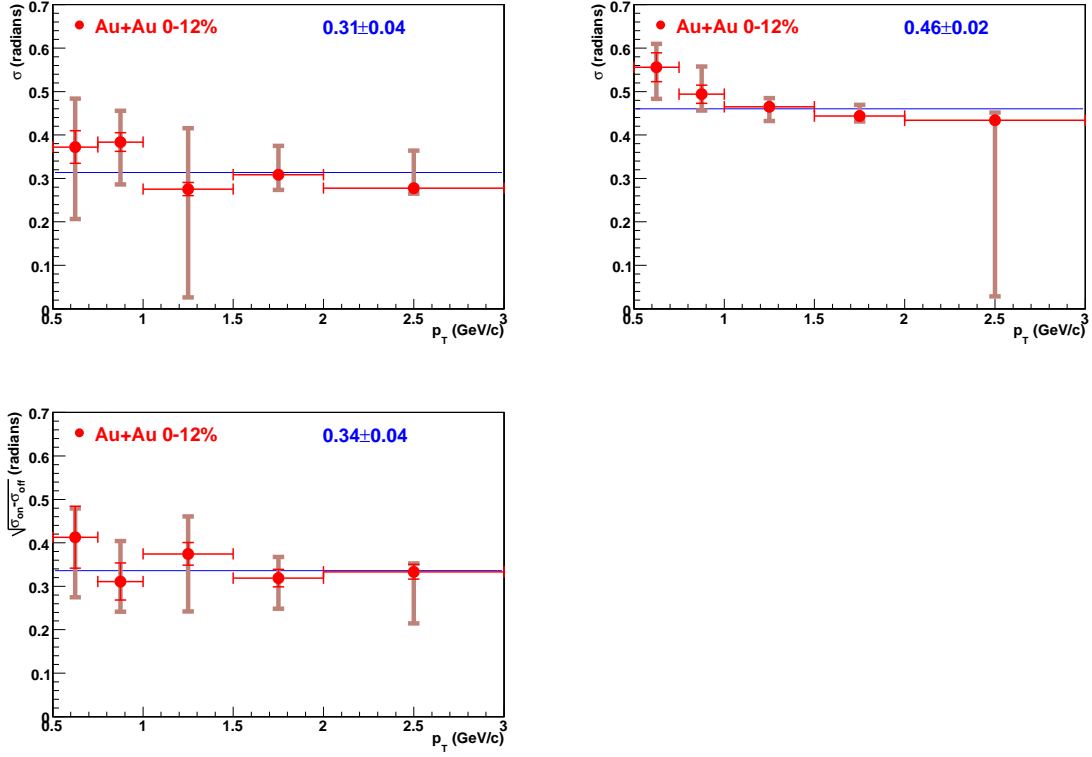 Au+Au 0-12% 0.31±0.04
σ (radians)
0.7
0.6
0.5
0.4
0.3
0.2
0.1
0
0.5 1 1.5 2 2.5 3
p_T (GeV/c)
Au+Au 0-12% 0.46±0.02
σ (radians)
0.7
0.6
0.5
0.4
0.3
0.2
0.1
0
0.5 1 1.5 2 2.5 3
p_T (GeV/c)
Au+Au 0-12% 0.34±0.04
√σ_on-σ_off (radians)
0.7
0.6
0.5
0.4
0.3
0.2
0.1
0
0.5 1 1.5 2 2.5 3
p_T (GeV/c)